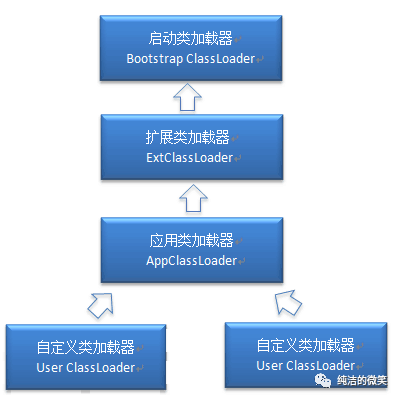 启动类加载器
Bootstrap ClassLoader
扩展类加载器
ExtClassLoader
应用类加载器
AppClassLoader
自定义类加载器
User ClassLoader
自定义类加载器
User ClassLoader
纯洁的微笑